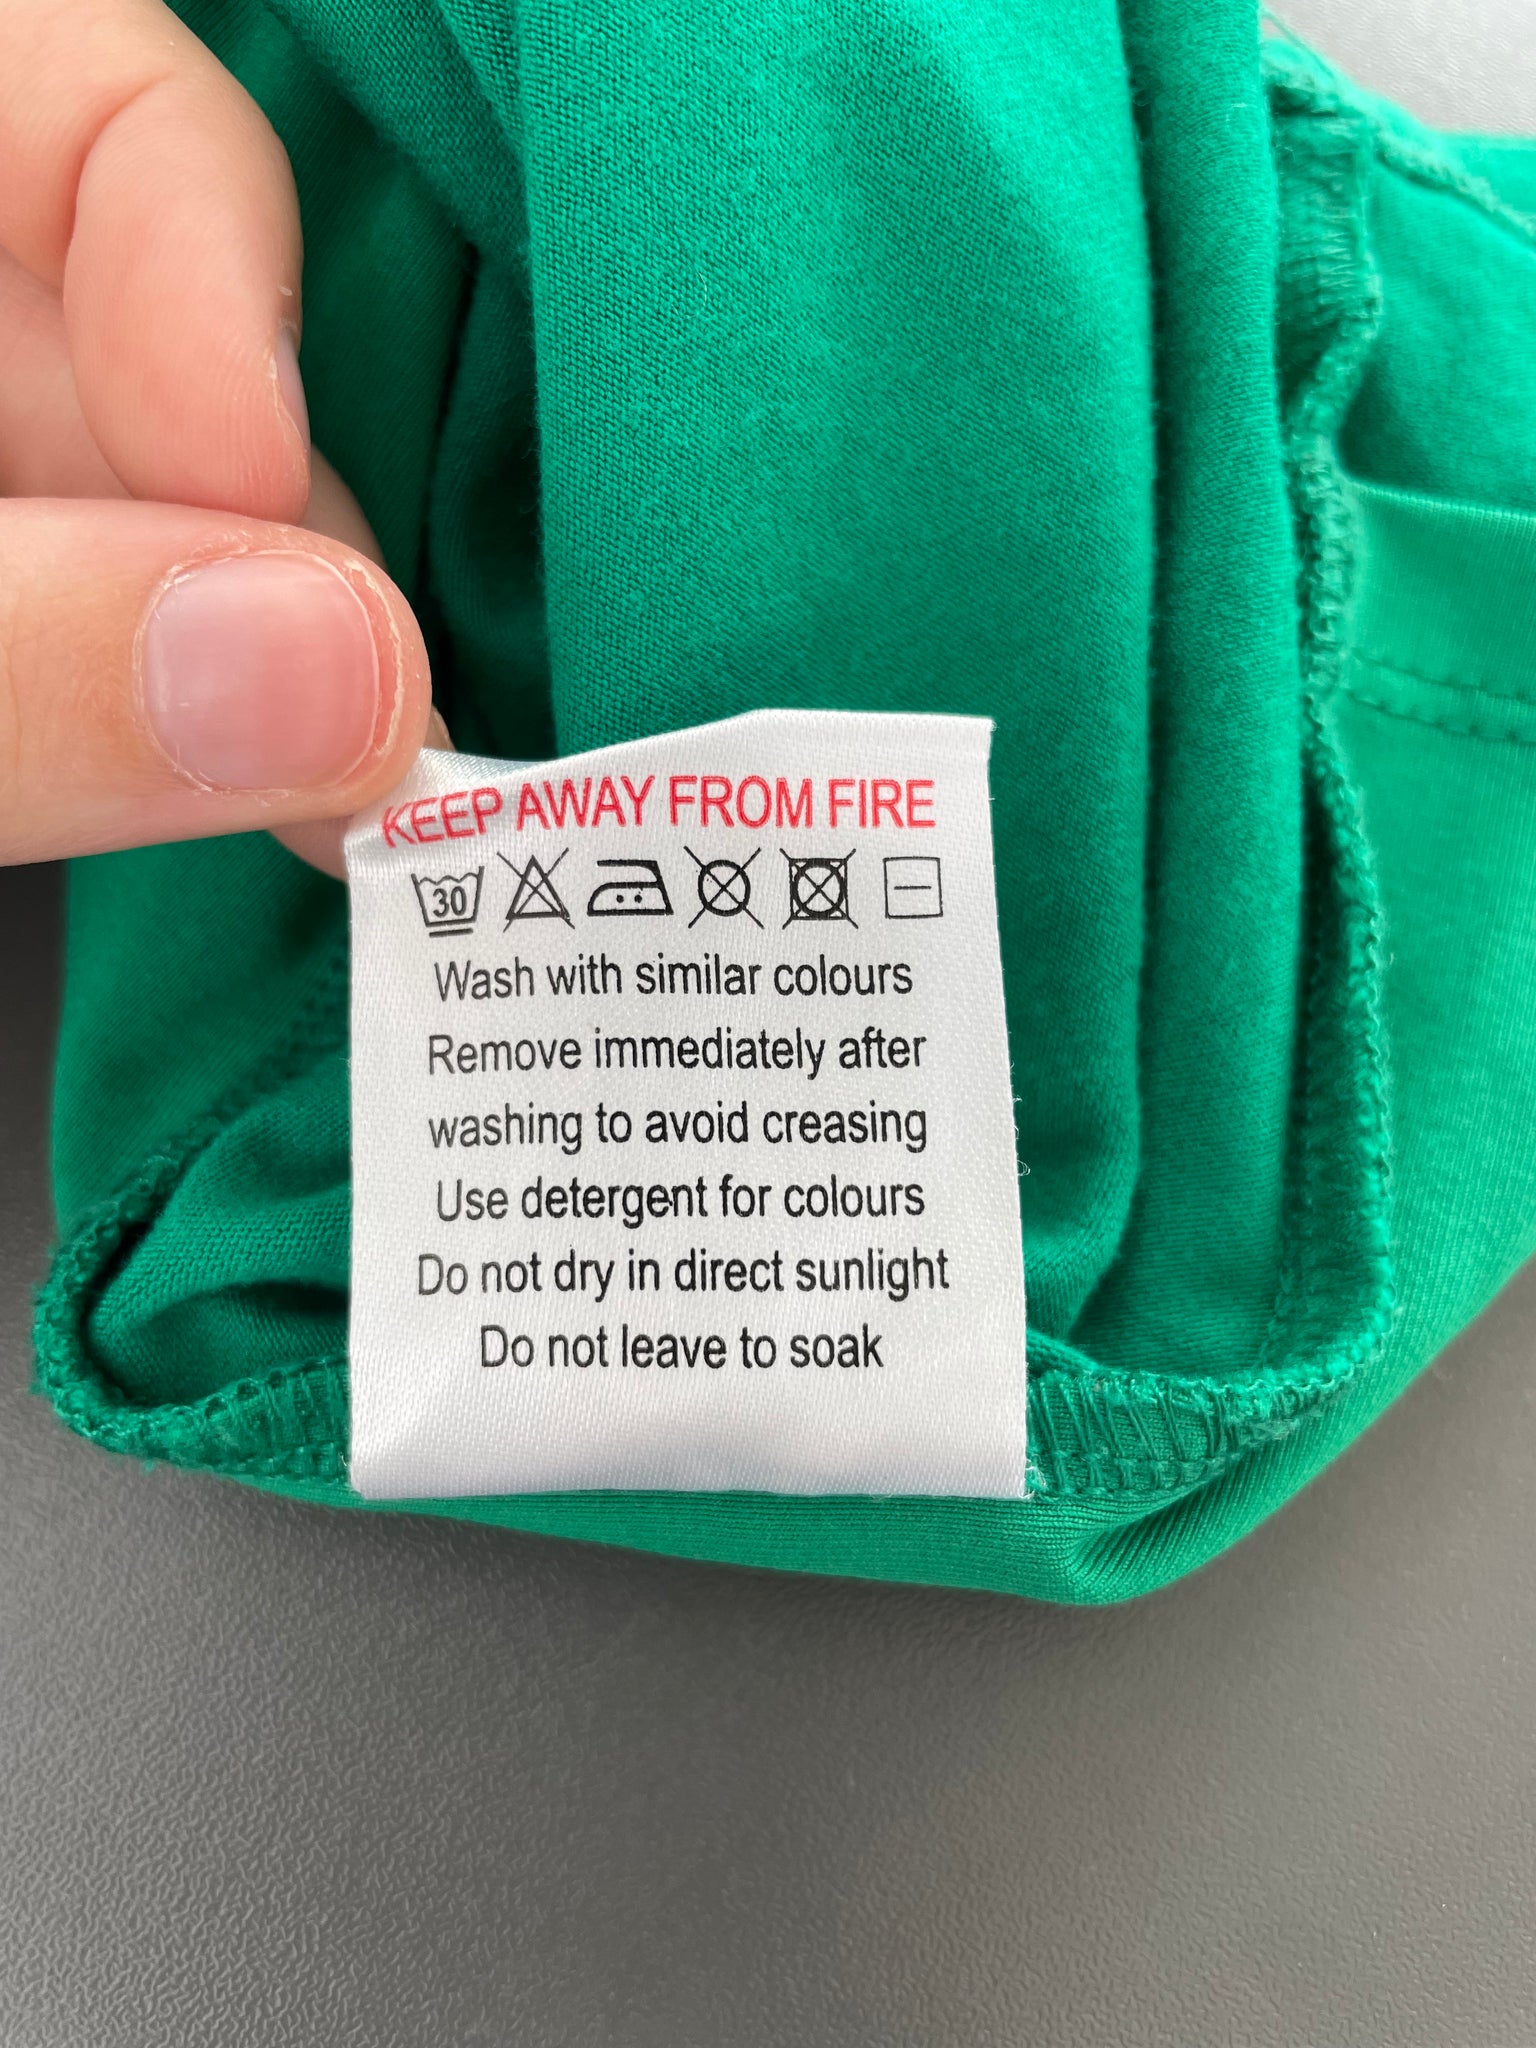 KEEP AWAY FROM FIRE
30
Wash with similar colours
Remove immediately after
washing to avoid creasing
Use detergent for colours
Do not dry in direct sunlight
Do not leave to soak